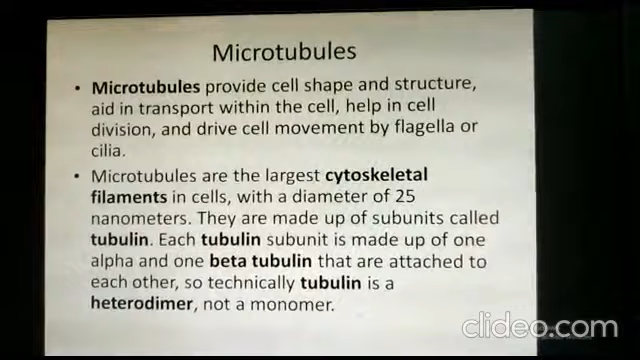 Microtubules
• Microtubules provide cell shape and structure,
aid in transport within the cell, help in cell
division, and drive cell movement by flagella or
cilia.
• Microtubules are the largest cytoskeletal
filaments in cells, with a diameter of 25
nanometers. They are made up of subunits called
tubulin. Each tubulin subunit is made up of one
alpha and one beta tubulin that are attached to
each other, so technically tubulin is a
heterodimer, not a monomer.
clideo.com